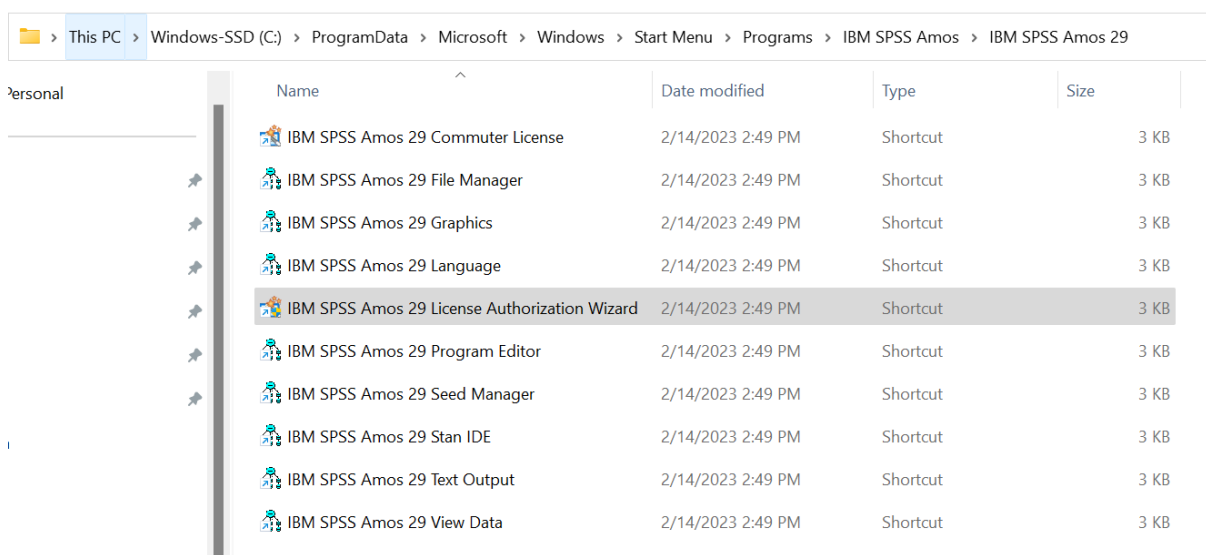 This PC > Windows-SSD (C:) > ProgramData > Microsoft > Windows > Start Menu > Programs > IBM SPSS Amos > IBM SPSS Amos 29
Personal
Name Date modified Type Size
IBM SPSS Amos 29 Commuter License 2/14/2023 2:49 PM Shortcut 3 KB
IBM SPSS Amos 29 File Manager 2/14/2023 2:49 PM Shortcut 3 KB
IBM SPSS Amos 29 Graphics 2/14/2023 2:49 PM Shortcut 3 KB
IBM SPSS Amos 29 Language 2/14/2023 2:49 PM Shortcut 3 KB
IBM SPSS Amos 29 License Authorization Wizard 2/14/2023 2:49 PM Shortcut 3 KB
IBM SPSS Amos 29 Program Editor 2/14/2023 2:49 PM Shortcut 3 KB
IBM SPSS Amos 29 Seed Manager 2/14/2023 2:49 PM Shortcut 3 KB
IBM SPSS Amos 29 Stan IDE 2/14/2023 2:49 PM Shortcut 3 KB
IBM SPSS Amos 29 Text Output 2/14/2023 2:49 PM Shortcut 3 KB
IBM SPSS Amos 29 View Data 2/14/2023 2:49 PM Shortcut 3 KB